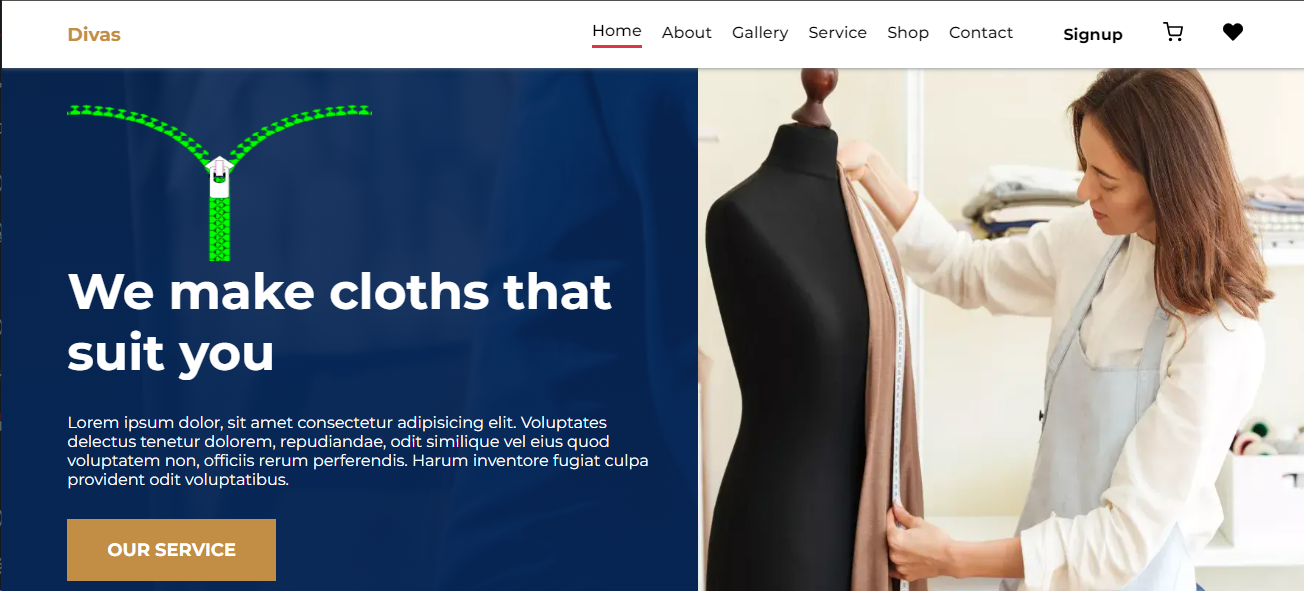 Divas
Home About Gallery Service Shop Contact Signup
We make cloths that
suit you
Lorem ipsum dolor, sit amet consectetur adipisicing elit. Voluptates
delectus tenetur dolorem, repudiandae, odit similique vel eius quod
voluptatem non, officiis rerum perferendis. Harum inventore fugiat culpa
provident odit voluptatibus.
OUR SERVICE